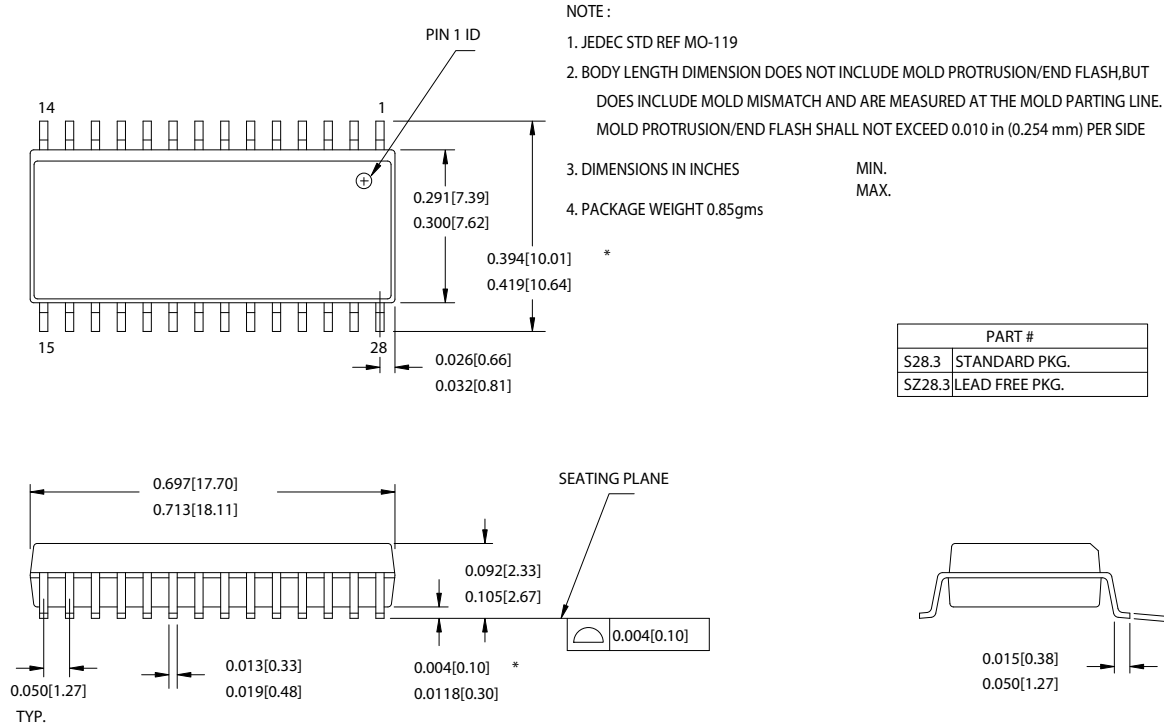 NOTE :
1. JEDEC STD REF MO-119
2. BODY LENGTH DIMENSION DOES NOT INCLUDE MOLD PROTRUSION/END FLASH,BUT
DOES INCLUDE MOLD MISMATCH AND ARE MEASURED AT THE MOLD PARTING LINE.
MOLD PROTRUSION/END FLASH SHALL NOT EXCEED 0.010 in (0.254 mm) PER SIDE
3. DIMENSIONS IN INCHES MIN.
MAX.
4. PACKAGE WEIGHT 0.85gms
PIN 1 ID
14 1
0.291[7.39]
0.300[7.62]
0.394[10.01] *
0.419[10.64]
15 28
0.026[0.66]
0.032[0.81]
PART #
S28.3 STANDARD PKG.
SZ28.3 LEAD FREE PKG.
0.697[17.70]
0.713[18.11]
SEATING PLANE
0.092[2.33]
0.105[2.67]
0.004[0.10]
0.013[0.33]
0.019[0.48]
0.004[0.10] *
0.0118[0.30]
0.050[1.27]
TYP.
0.015[0.38]
0.050[1.27]